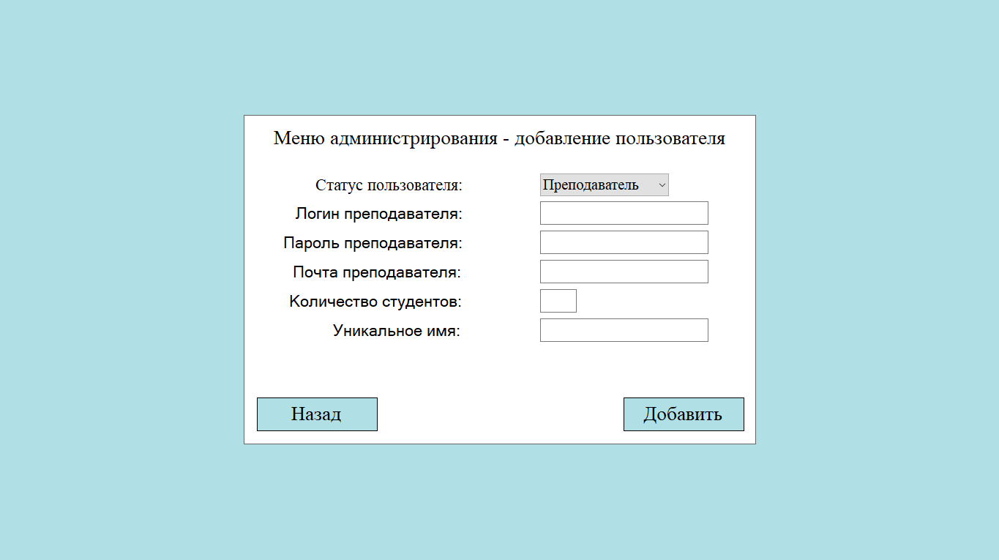 Меню администрирования - добавление пользователя
Статус пользователя: Преподаватель
Логин преподавателя:
Пароль преподавателя:
Почта преподавателя:
Количество студентов:
Уникальное имя:
Назад Добавить